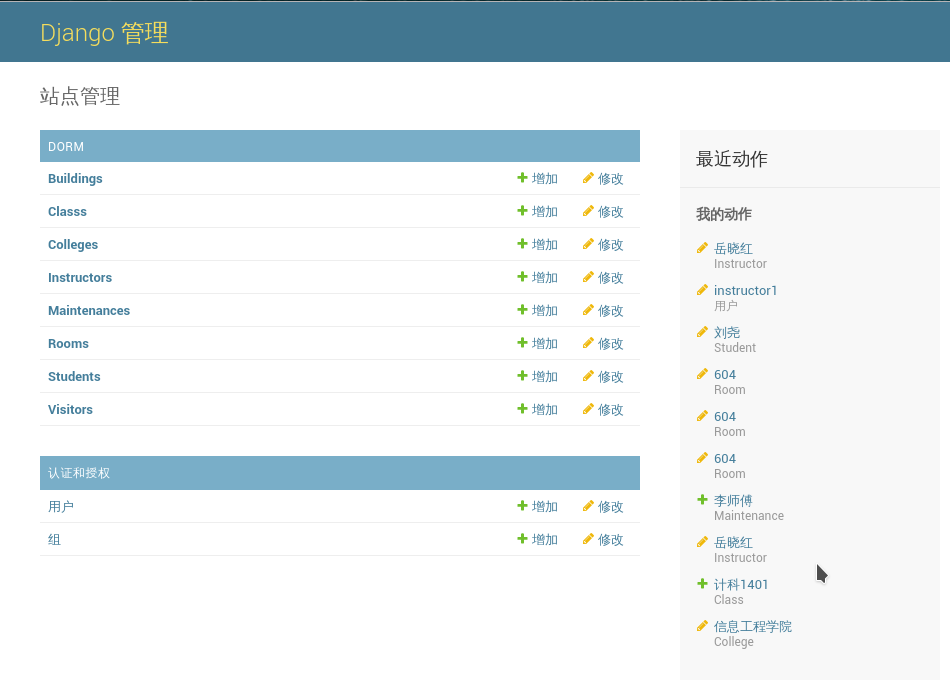 Django 管理
站点管理
DORM
Buildings 增加 修改
Classs 增加 修改
Colleges 增加 修改
Instructors 增加 修改
Maintenances 增加 修改
Rooms 增加 修改
Students 增加 修改
Visitors 增加 修改
认证和授权
用户 增加 修改
组 增加 修改
最近动作
我的动作
岳晓红
Instructor
instructor1
用户
刘尧
Student
604
Room
604
Room
604
Room
李师傅
Maintenance
岳晓红
Instructor
计科1401
Class
信息工程学院
College